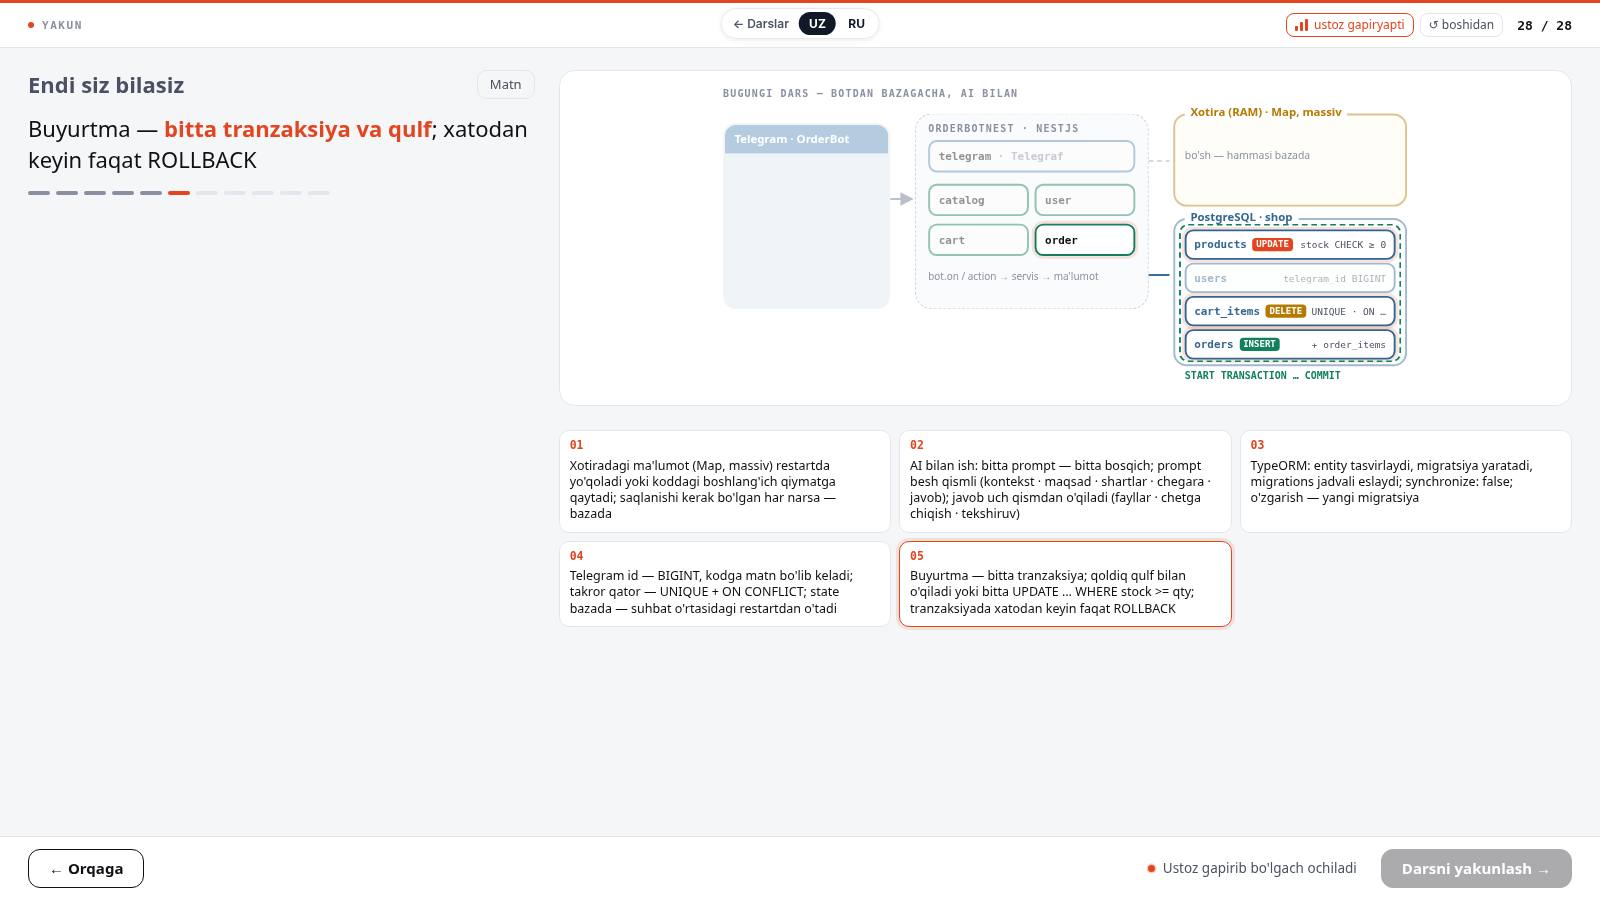 YAKUN
← Darslar UZ RU
ustoz gapiryapti
↺ boshidan
28 / 28
Endi siz bilasiz
Matn
Buyurtma — bitta tranzaksiya va qulf; xatodan
keyin faqat ROLLBACK
BUGUNGI DARS — BOTDAN BAZAGACHA, AI BILAN
Telegram · OrderBot
ORDERBOTNEST · NESTJS
telegram · Telegraf
catalog
user
cart
order
bot.on / action → servis → ma'lumot
Xotira (RAM) · Map, massiv
bo'sh — hammasi bazada
PostgreSQL · shop
products UPDATE stock CHECK ≥ 0
users telegram_id BIGINT
cart_items DELETE UNIQUE · ON …
orders INSERT + order_items
START TRANSACTION … COMMIT
01
Xotiradagi ma'lumot (Map, massiv) restartda
yo'qoladi yoki koddagi boshlang'ich qiymatga
qaytadi; saqlanishi kerak bo'lgan har narsa —
bazada
02
AI bilan ish: bitta prompt — bitta bosqich; prompt
besh qismli (kontekst · maqsad · shartlar · chegara ·
javob); javob uch qismdan o'qiladi (fayllar · chetga
chiqish · tekshiruv)
03
TypeORM: entity tasvirlaydi, migratsiya yaratadi,
migrations jadvali eslaydi; synchronize: false;
o'zgarish — yangi migratsiya
04
Telegram id — BIGINT, kodga matn bo'lib keladi;
takror qator — UNIQUE + ON CONFLICT; state
bazada — suhbat o'rtasidagi restartdan o'tadi
05
Buyurtma — bitta tranzaksiya; qoldiq qulf bilan
o'qiladi yoki bitta UPDATE … WHERE stock >= qty;
tranzaksiyada xatodan keyin faqat ROLLBACK
← Orqaga
Ustoz gapirib bo'lgach ochiladi
Darsni yakunlash →